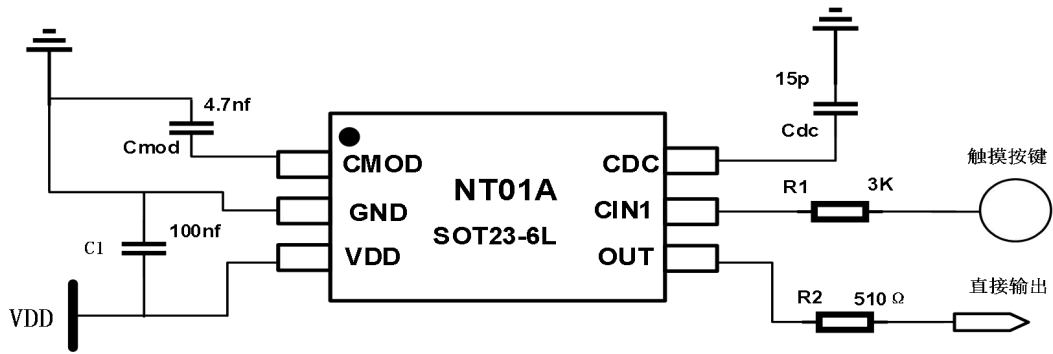 15p
4.7nf
Cmod
Cdc
CMOD
CDC
触摸按键
NT01A
R1
3K
GND
CIN1
C1
100nf
SOT23-6L
VDD
OUT
直接输出
R2
510 Ω
VDD